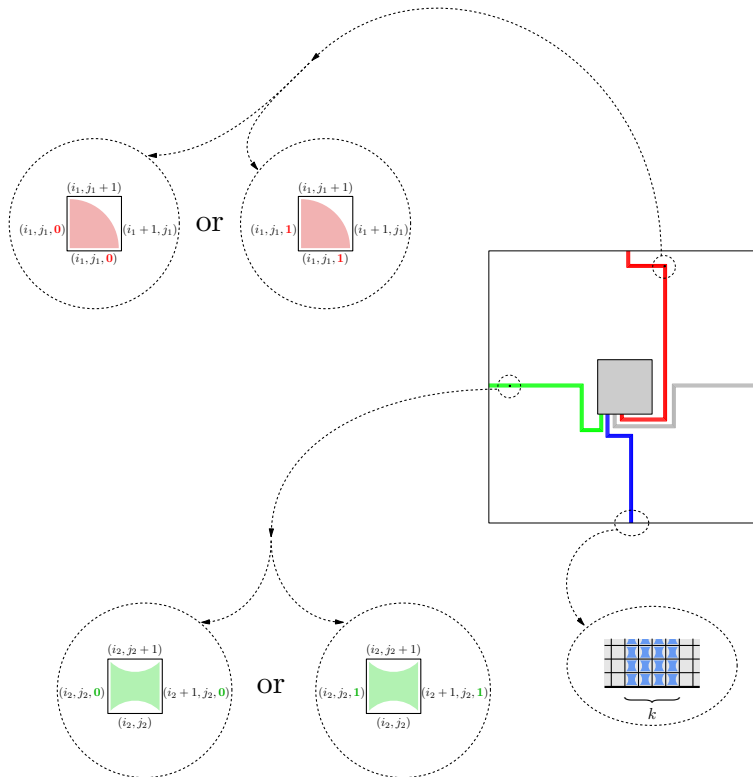 (i₁, j₁ + 1)
(i₁, j₁, 0)
(i₁ + 1, j₁)
(i₁, j₁, 0)
or
(i₁, j₁ + 1)
(i₁, j₁, 1)
(i₁ + 1, j₁)
(i₁, j₁, 1)
(i₂, j₂ + 1)
(i₂, j₂, 0)
(i₂ + 1, j₂, 0)
(i₂, j₂)
or
(i₂, j₂ + 1)
(i₂, j₂, 1)
(i₂ + 1, j₂, 1)
(i₂, j₂)
k